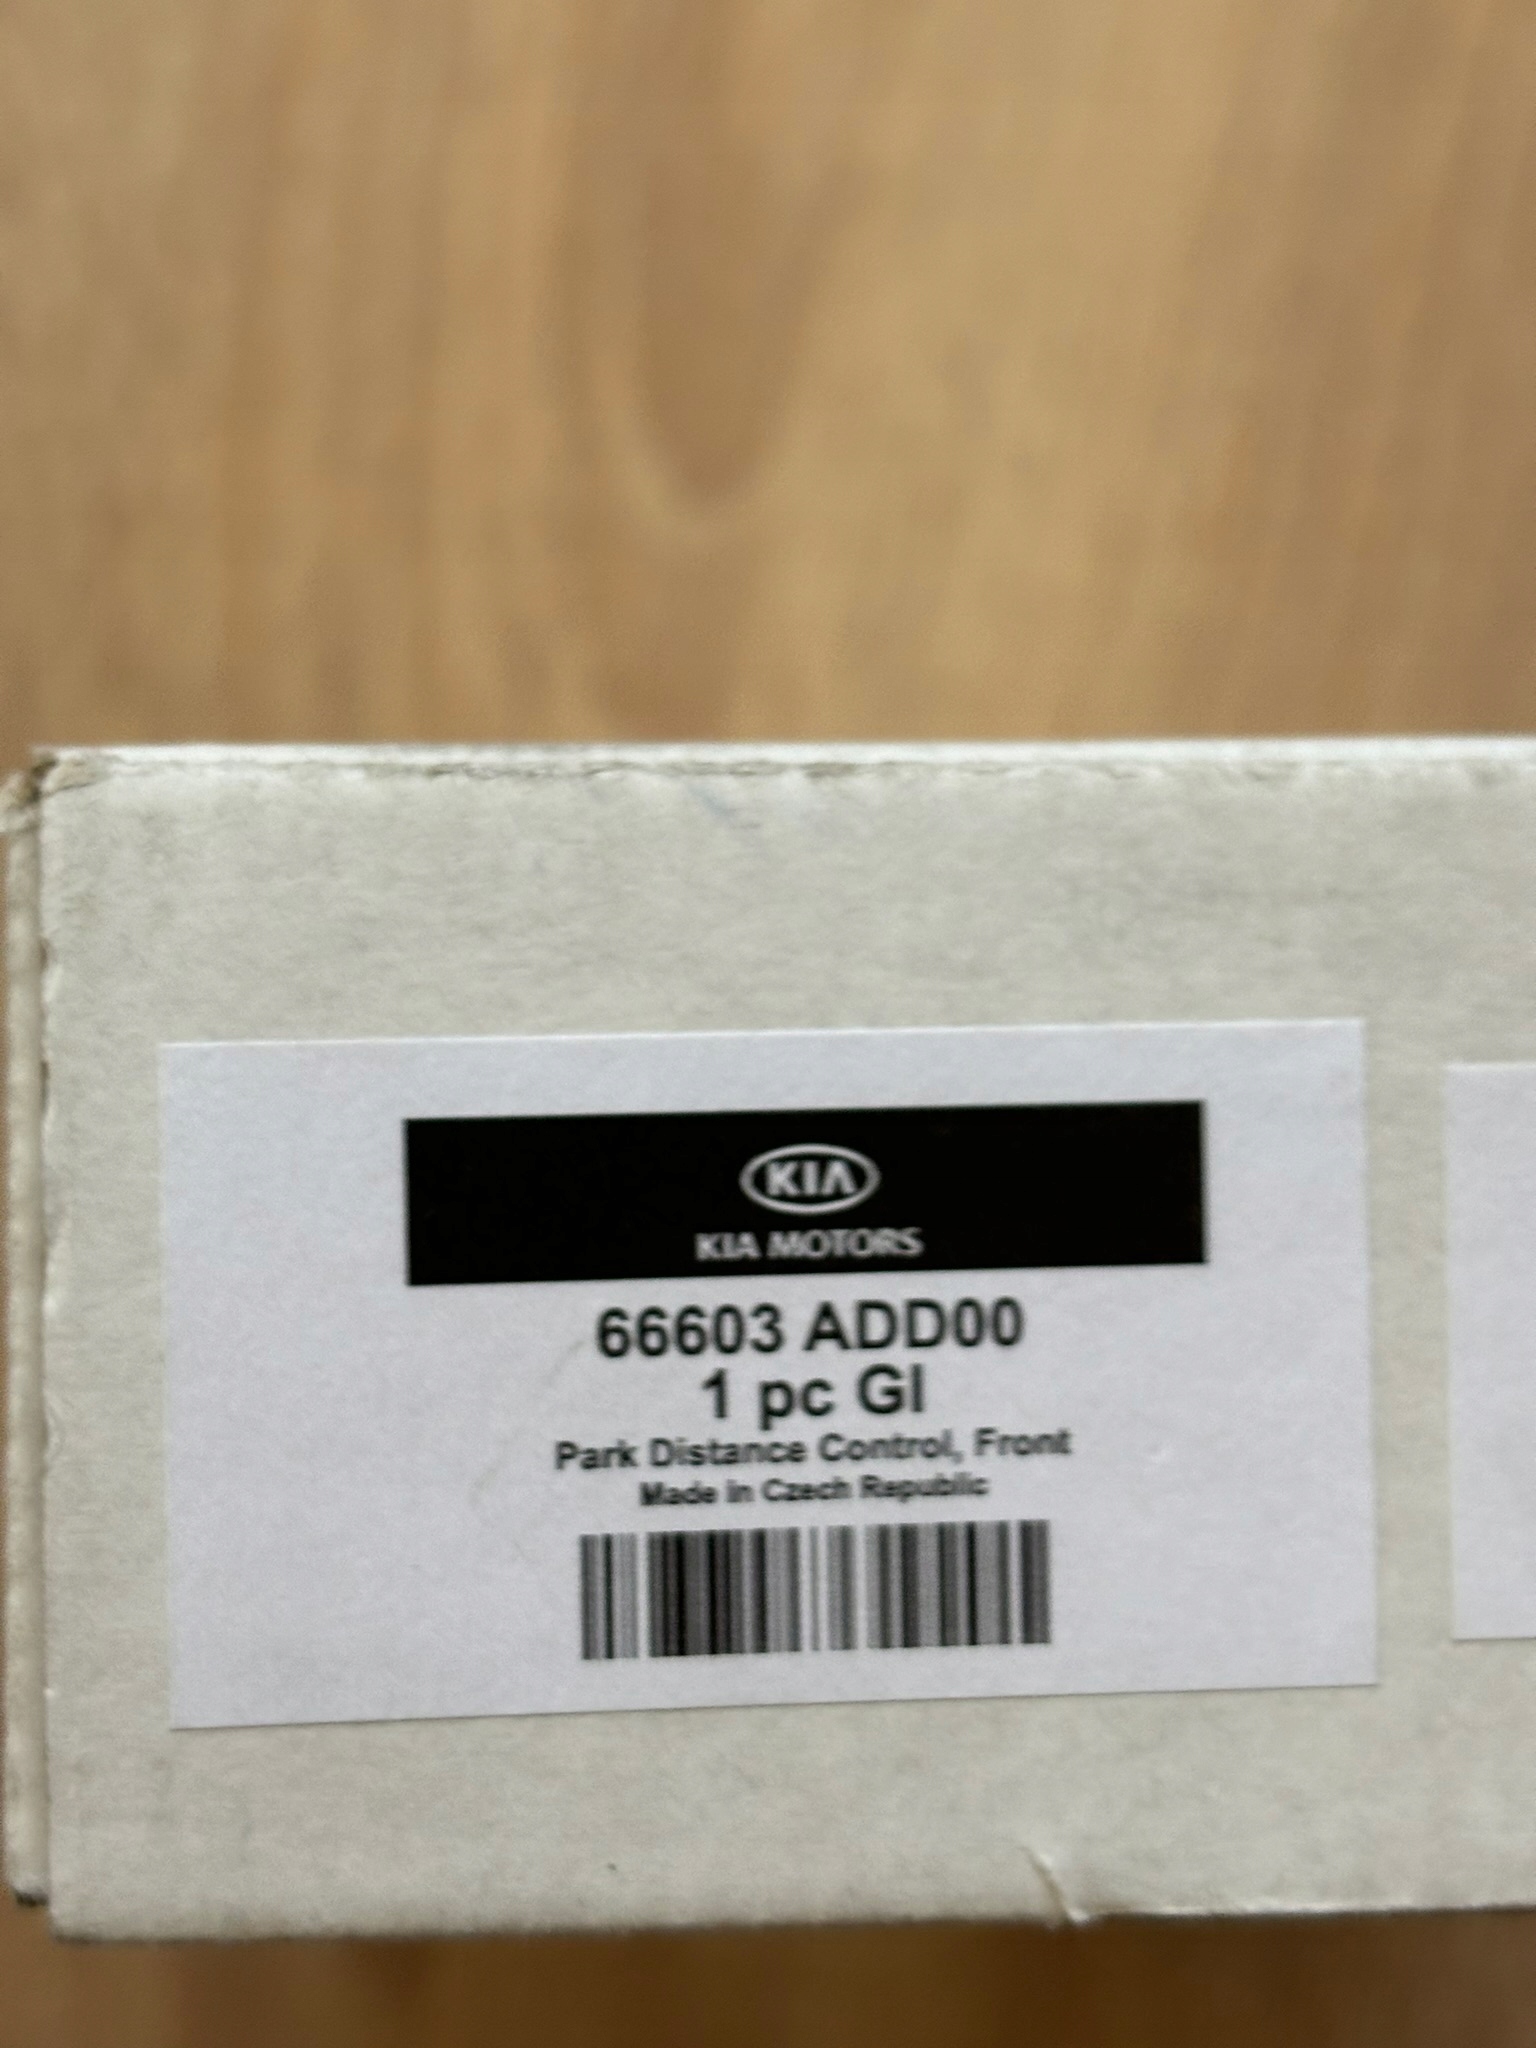 KIA
KIA MOTORS
66603 ADD00
1 pc GI
Park Distance Control, Front
Made in Czech Republic